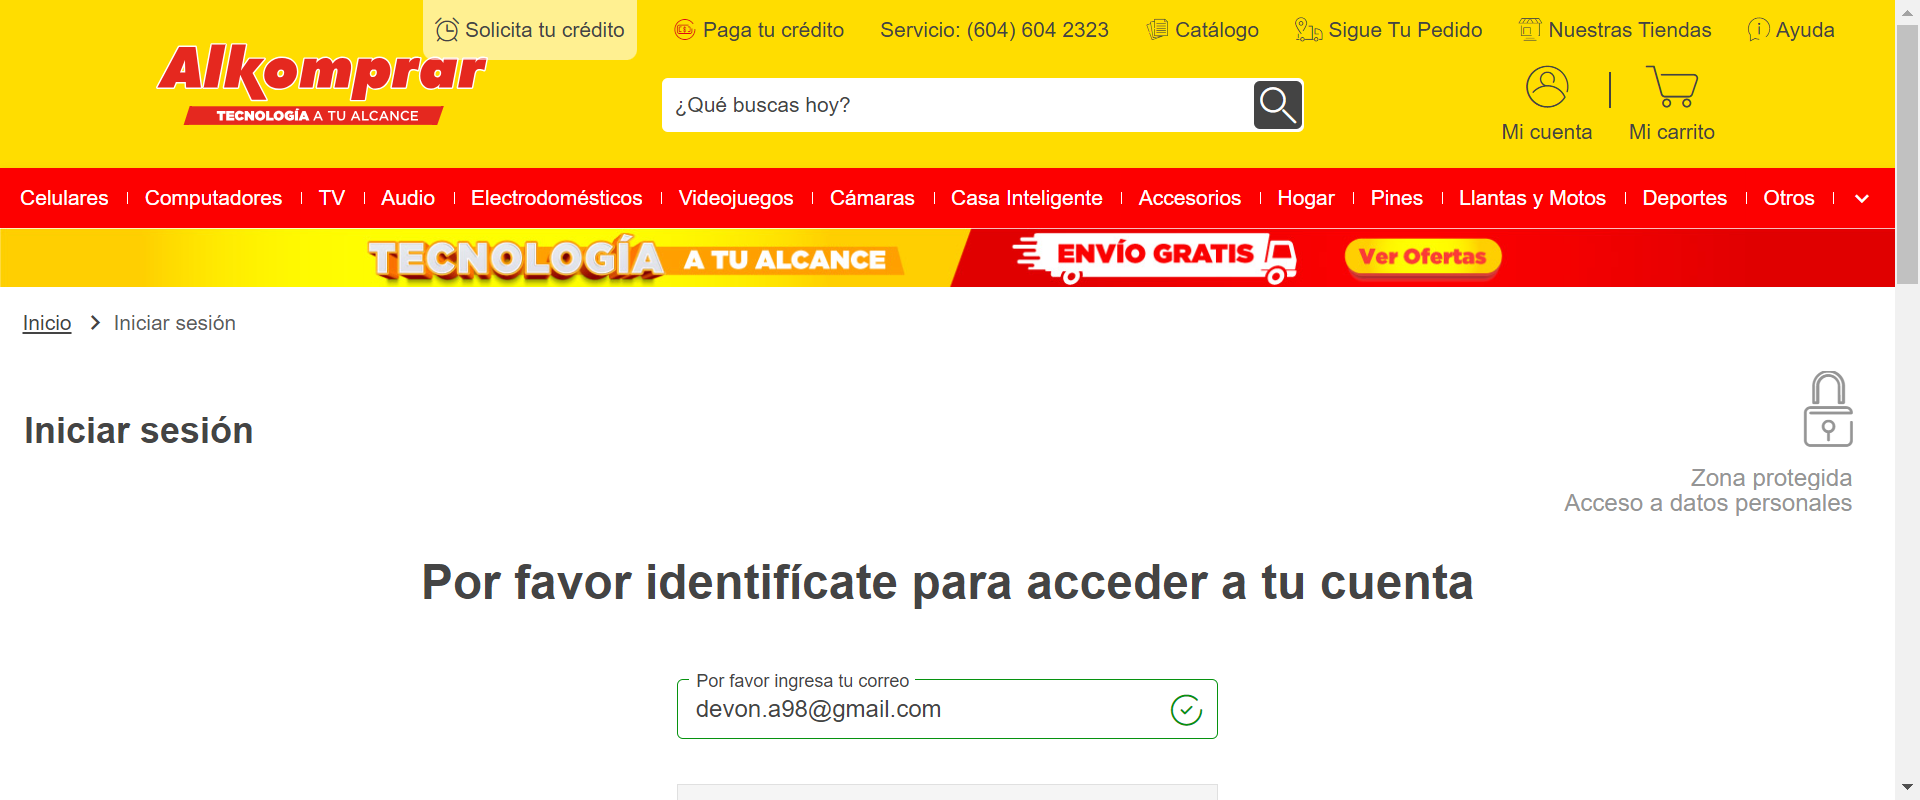 Solicita tu crédito
Paga tu crédito
Servicio: (604) 604 2323
Catálogo
Sigue Tu Pedido
Nuestras Tiendas
Ayuda
Alkomprar
TECNOLOGÍA A TU ALCANCE
¿Qué buscas hoy?
Mi cuenta
Mi carrito
Celulares
Computadores
TV
Audio
Electrodomésticos
Videojuegos
Cámaras
Casa Inteligente
Accesorios
Hogar
Pines
Llantas y Motos
Deportes
Otros
TECNOLOGÍA A TU ALCANCE
ENVÍO GRATIS
Ver Ofertas
Inicio
Iniciar sesión
Iniciar sesión
Zona protegida
Acceso a datos personales
Por favor identifícate para acceder a tu cuenta
Por favor ingresa tu correo
devon.a98@gmail.com